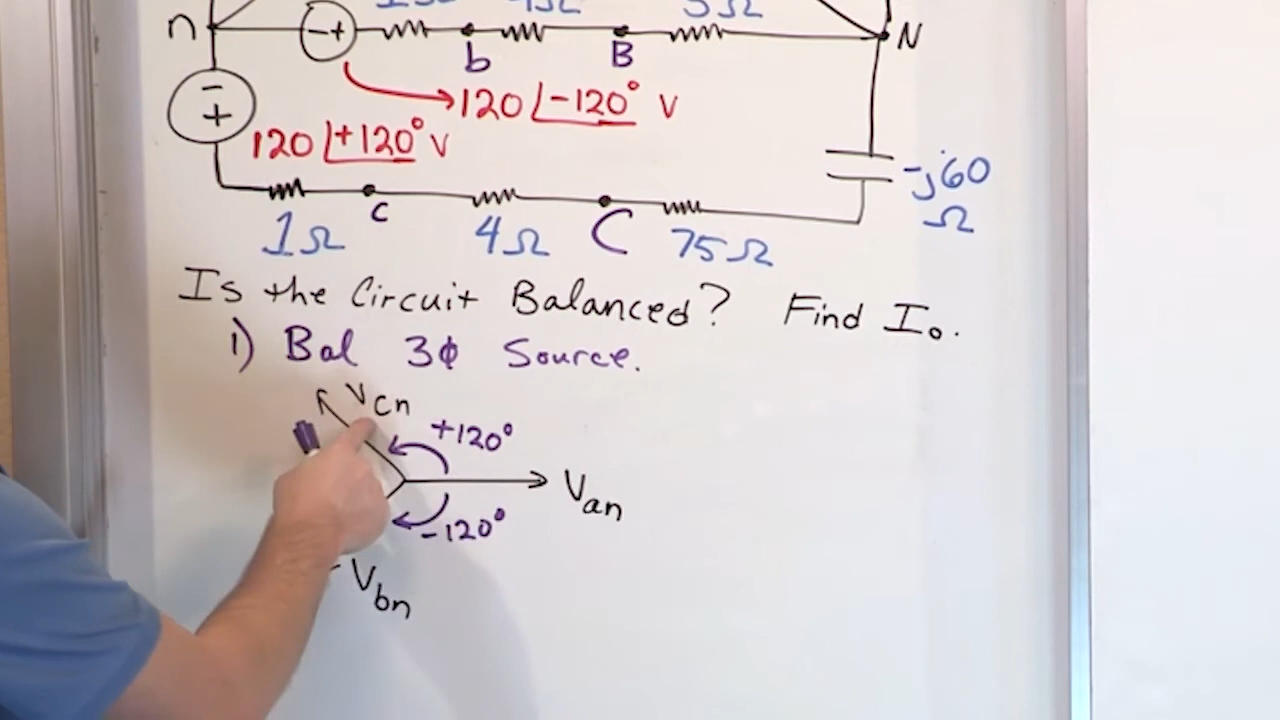 n
- +
b
B
N
120 ∠-120° V
-
+
120 ∠+120° V
-j60
Ω
c
C
1Ω
4Ω
75Ω
Is the Circuit Balanced? Find I₀.
1) Bal 3ϕ Source.
Vcn
+120°
Van
-120°
Vbn